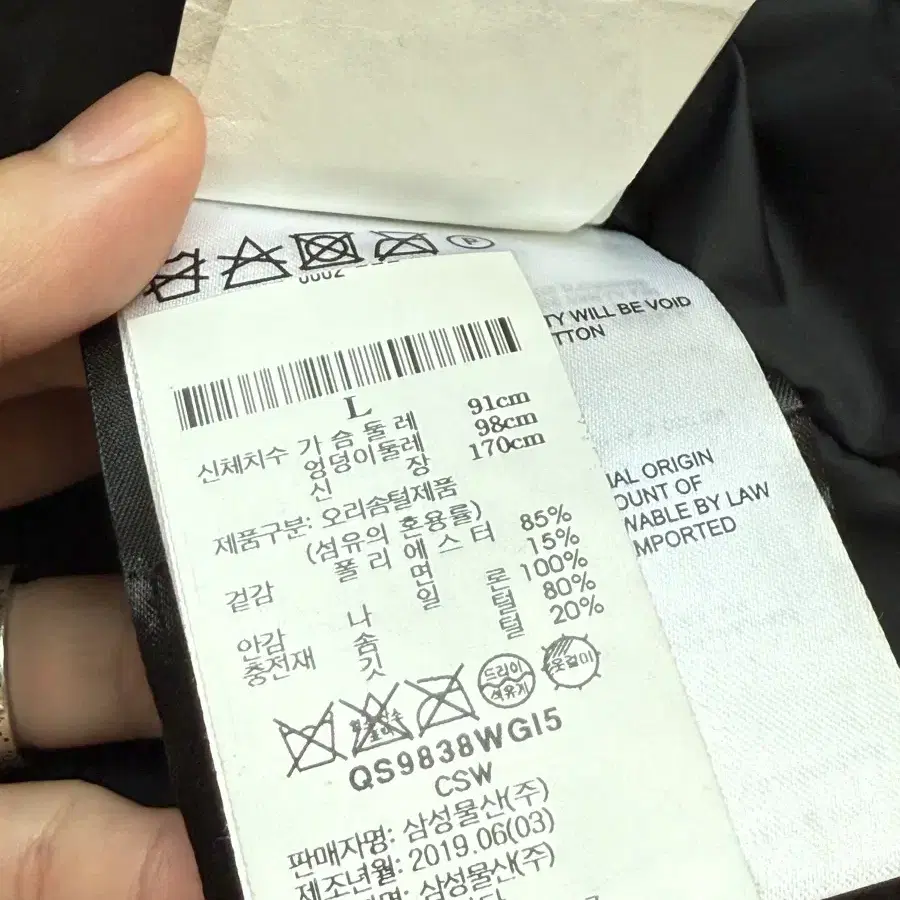 TY WILL BE VOID
TTON
L
신체치수 가슴둘레 91cm
엉덩이둘레 98cm
신장 170cm
제품구분: 오리솜털제품
(섬유의 혼용률)
겉감 폴리에스터 85%
면 15%
안감 나일론 100%
충전재 솜털 80%
깃털 20%
NAL ORIGIN
OUNT OF
WABLE BY LAW
IMPORTED
P
드라이
석유계
옷걸이
QS9838WGI5
CSW
판매자명: 삼성물산(주)
제조년월: 2019.06(03)
삼성물산(주)